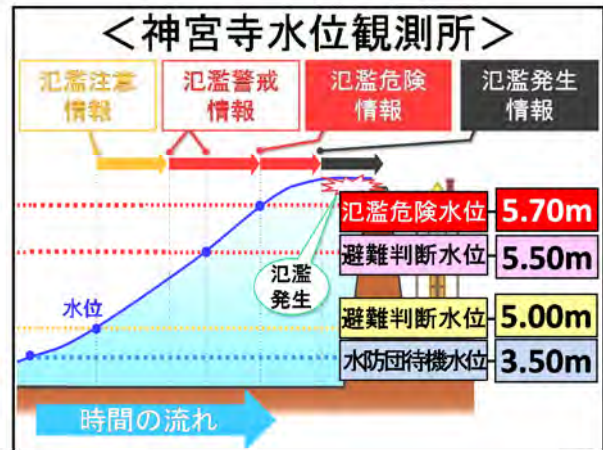 ＜神宮寺水位観測所＞
氾濫注意
情報
氾濫警戒
情報
氾濫危険
情報
氾濫発生
情報
氾濫危険水位 5.70m
避難判断水位 5.50m
氾濫
発生
水位
避難判断水位 5.00m
水防団待機水位 3.50m
時間の流れ